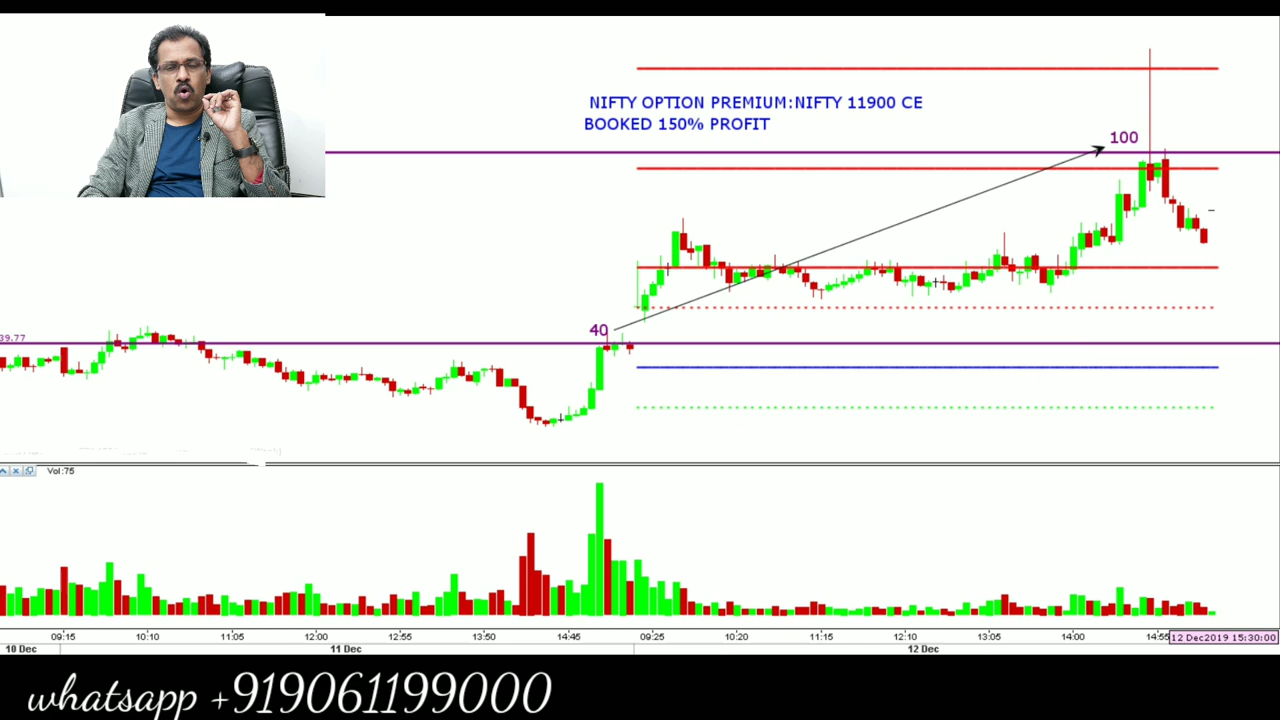 NIFTY OPTION PREMIUM:NIFTY 11900 CE
BOOKED 150% PROFIT
100
40
39.77
Vol:75
09:15 10:10 11:05 12:00 12:55 13:50 14:45 09:25 10:20 11:15 12:10 13:05 14:00 14:55 12 Dec2019 15:30:00
10 Dec 11 Dec 12 Dec
whatsapp +919061199000